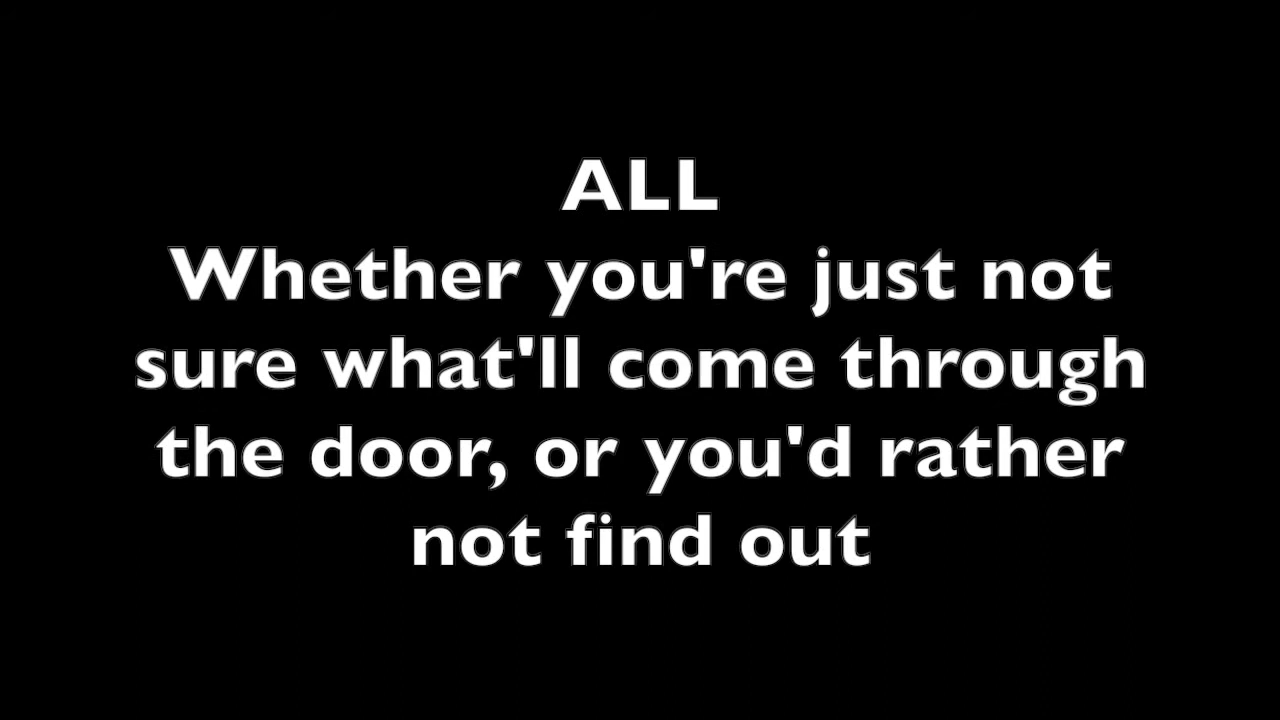 ALL
Whether you're just not
sure what'll come through
the door, or you'd rather
not find out